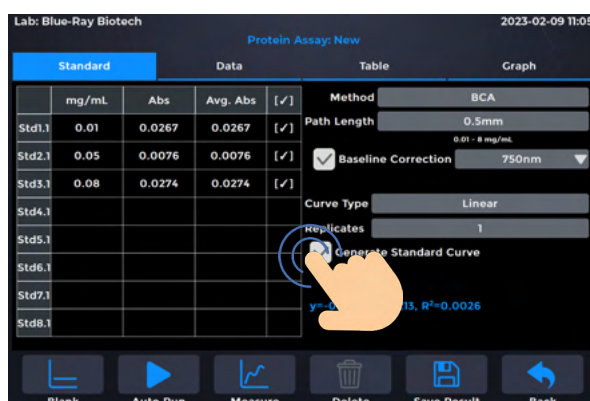 Lab: Blue-Ray Biotech 2023-02-09 11:05
Protein Assay: New
Standard Data Table Graph
mg/mL Abs Avg. Abs [✓] Method BCA
Std1.1 0.01 0.0267 0.0267 [✓] Path Length 0.5mm
0.01 - 8 mg/mL
Std2.1 0.05 0.0076 0.0076 [✓] Baseline Correction 750nm
Std3.1 0.08 0.0274 0.0274 [✓]
Std4.1 Curve Type Linear
Std5.1 Replicates 1
Generate Standard Curve
Std6.1
Std7.1 y=-0 13, R²=0.0026
Std8.1
Blank Auto Run Measure Delete Save Result Back